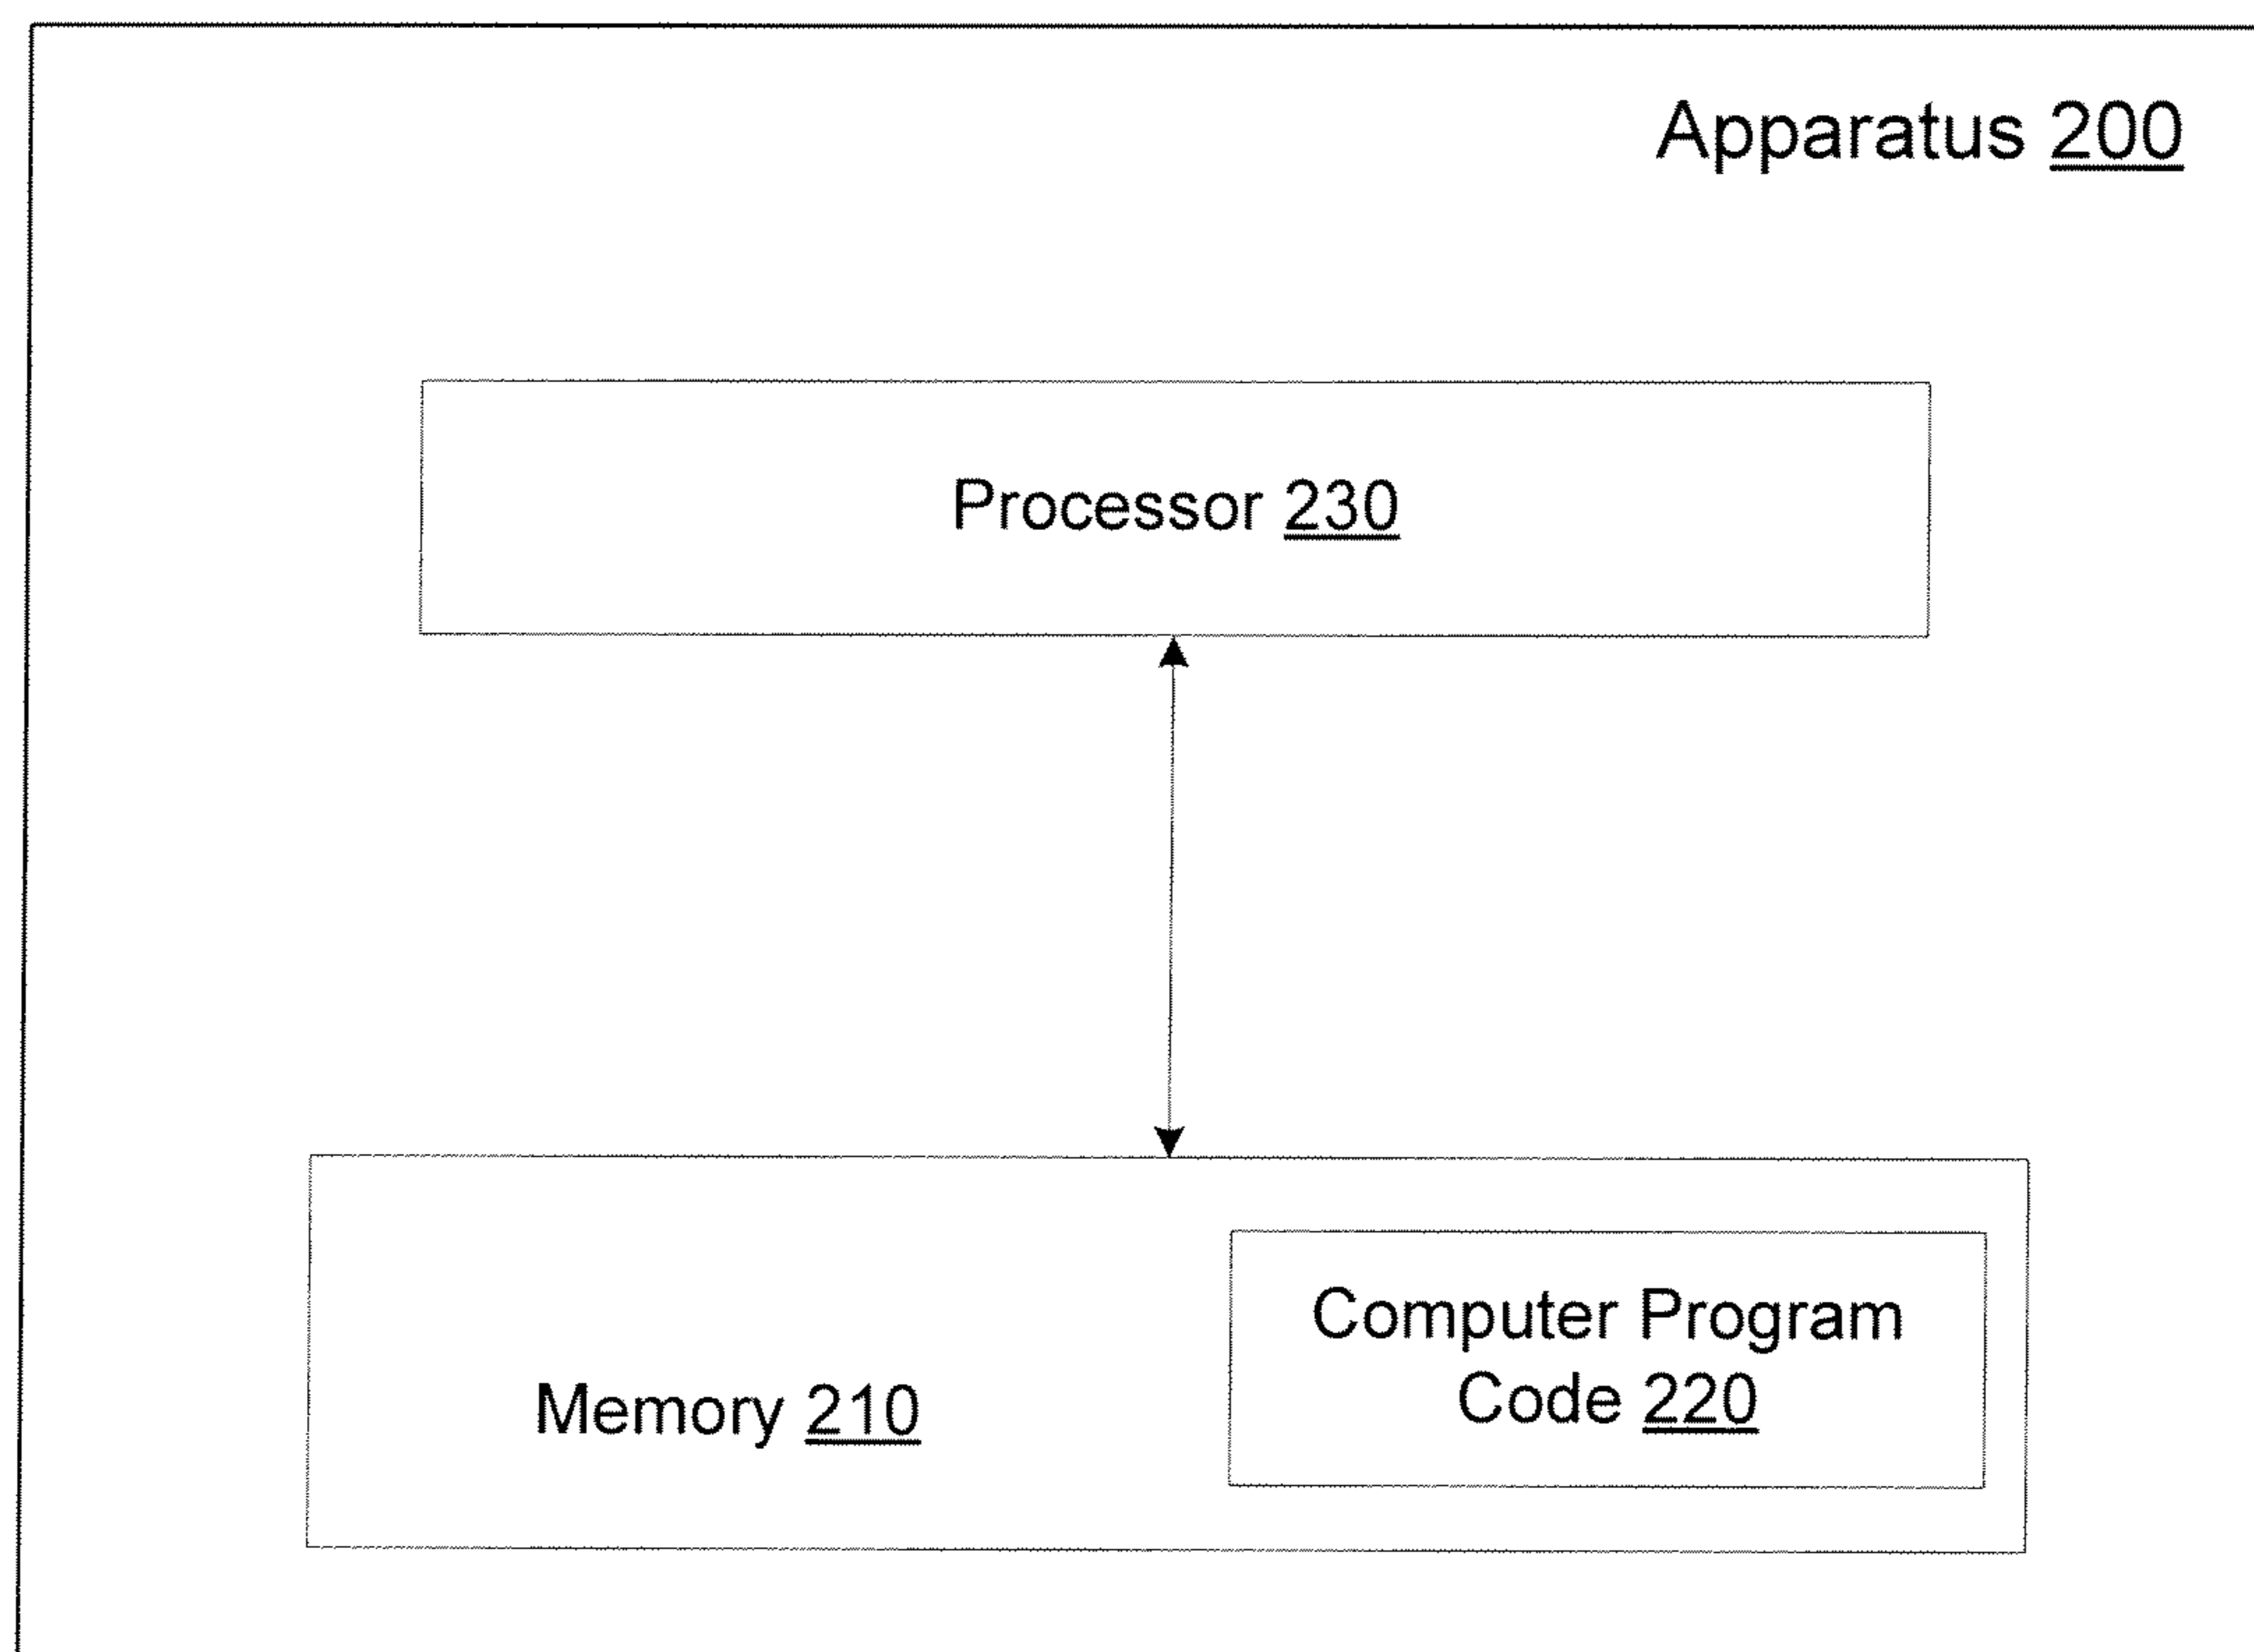 Apparatus 200
Processor 230
Computer Program
Code 220
Memory 210